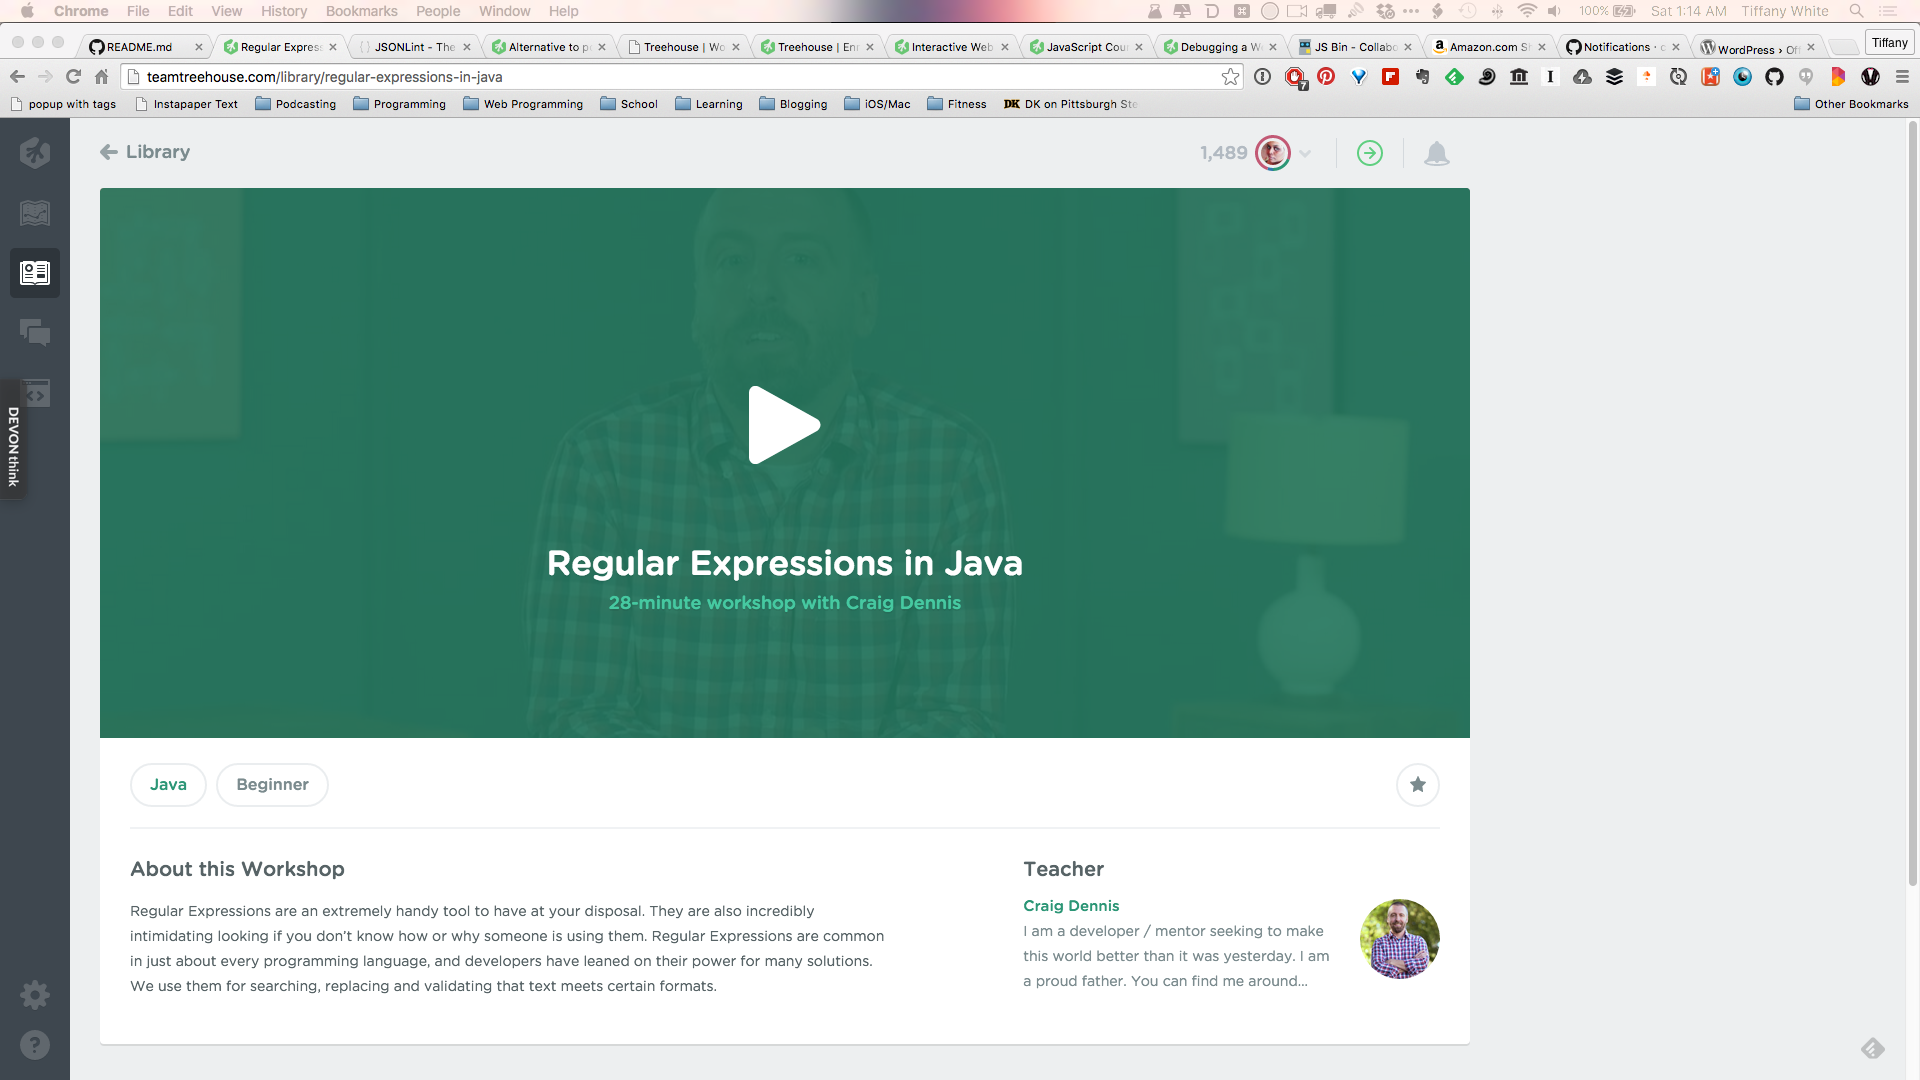 Chrome File Edit View History Bookmarks People Window Help 100% Sat 1:14 AM Tiffany White
README.md Regular Express JSONLint - The Alternative to p Treehouse | Wo Treehouse | Enr Interactive Web JavaScript Cour Debugging a W JS Bin - Collabo Amazon.com S Notifications · c WordPress › Off Tiffany
teamtreehouse.com/library/regular-expressions-in-java 7
popup with tags Instapaper Text Podcasting Programming Web Programming School Learning Blogging iOS/Mac Fitness DK DK on Pittsburgh Ste Other Bookmarks
Library
1,489
DEVONthink
Regular Expressions in Java
28-minute workshop with Craig Dennis
Java Beginner
About this Workshop
Regular Expressions are an extremely handy tool to have at your disposal. They are also incredibly
intimidating looking if you don't know how or why someone is using them. Regular Expressions are common
in just about every programming language, and developers have leaned on their power for many solutions.
We use them for searching, replacing and validating that text meets certain formats.
Teacher
Craig Dennis
I am a developer / mentor seeking to make
this world better than it was yesterday. I am
a proud father. You can find me around...